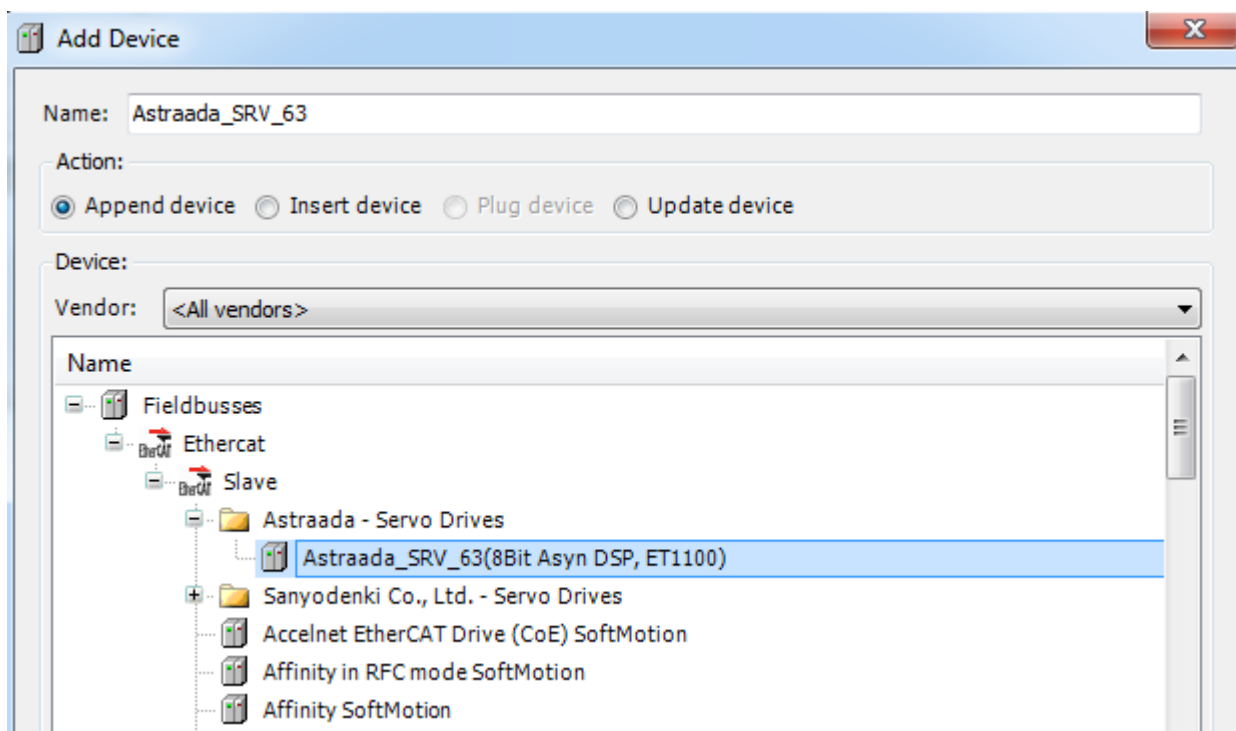 Add Device
Name: Astraada_SRV_63
Action:
Append device Insert device Plug device Update device
Device:
Vendor: <All vendors>
Name
Fieldbusses
EtherCAT Ethercat
EtherCAT Slave
Astraada - Servo Drives
Astraada_SRV_63(8Bit Asyn DSP, ET1100)
Sanyodenki Co., Ltd. - Servo Drives
Accelnet EtherCAT Drive (CoE) SoftMotion
Affinity in RFC mode SoftMotion
Affinity SoftMotion